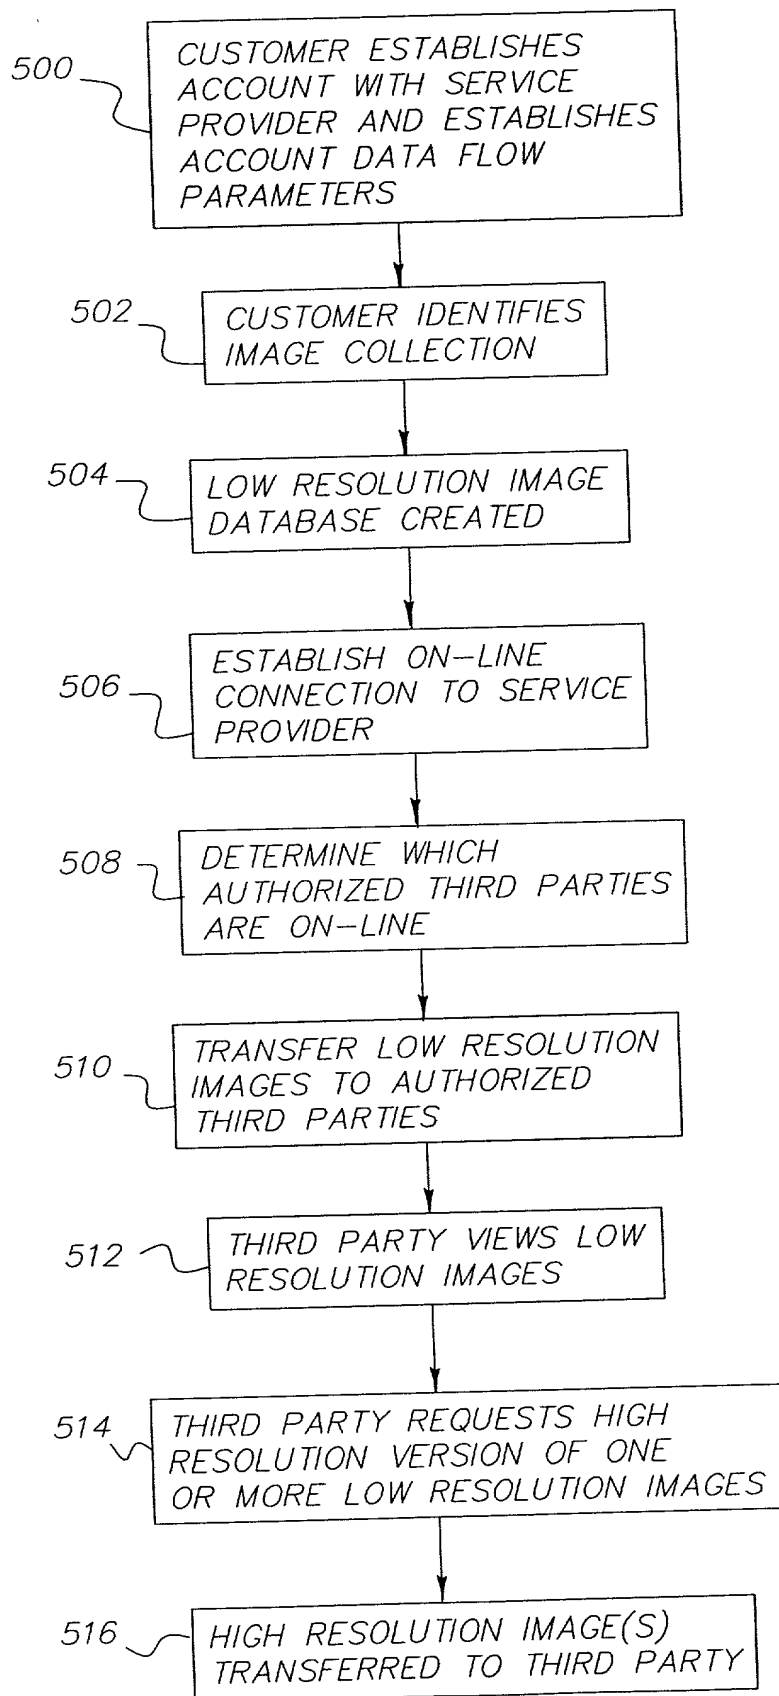 500
CUSTOMER ESTABLISHES
ACCOUNT WITH SERVICE
PROVIDER AND ESTABLISHES
ACCOUNT DATA FLOW
PARAMETERS
502
CUSTOMER IDENTIFIES
IMAGE COLLECTION
504
LOW RESOLUTION IMAGE
DATABASE CREATED
506
ESTABLISH ON-LINE
CONNECTION TO SERVICE
PROVIDER
508
DETERMINE WHICH
AUTHORIZED THIRD PARTIES
ARE ON-LINE
510
TRANSFER LOW RESOLUTION
IMAGES TO AUTHORIZED
THIRD PARTIES
512
THIRD PARTY VIEWS LOW
RESOLUTION IMAGES
514
THIRD PARTY REQUESTS HIGH
RESOLUTION VERSION OF ONE
OR MORE LOW RESOLUTION IMAGES
516
HIGH RESOLUTION IMAGE(S)
TRANSFERRED TO THIRD PARTY